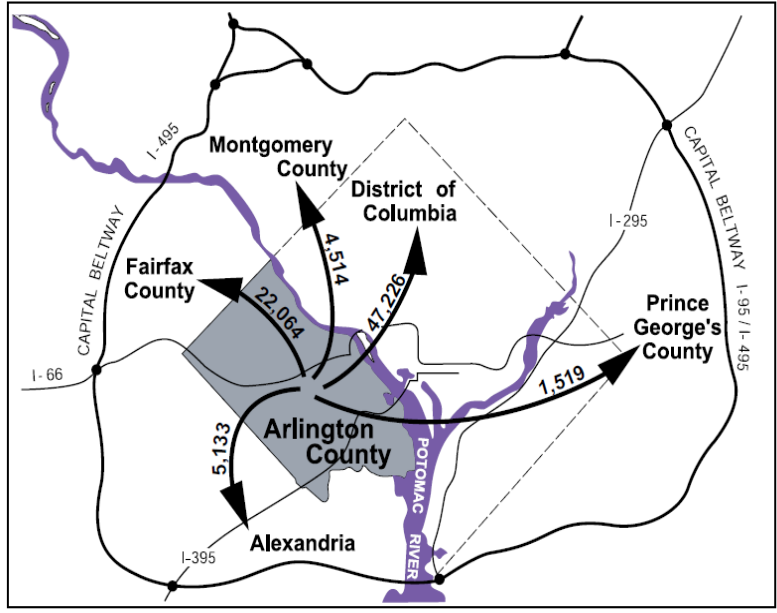 I-495
Montgomery
County
District of
Columbia
CAPITAL BELTWAY I-95 / I-495
I-295
CAPITAL BELTWAY
Fairfax
County
4,514
22,064
47,226
Prince
George's
County
I-66
1,519
5,133
Arlington
County
POTOMAC RIVER
Alexandria
I-395